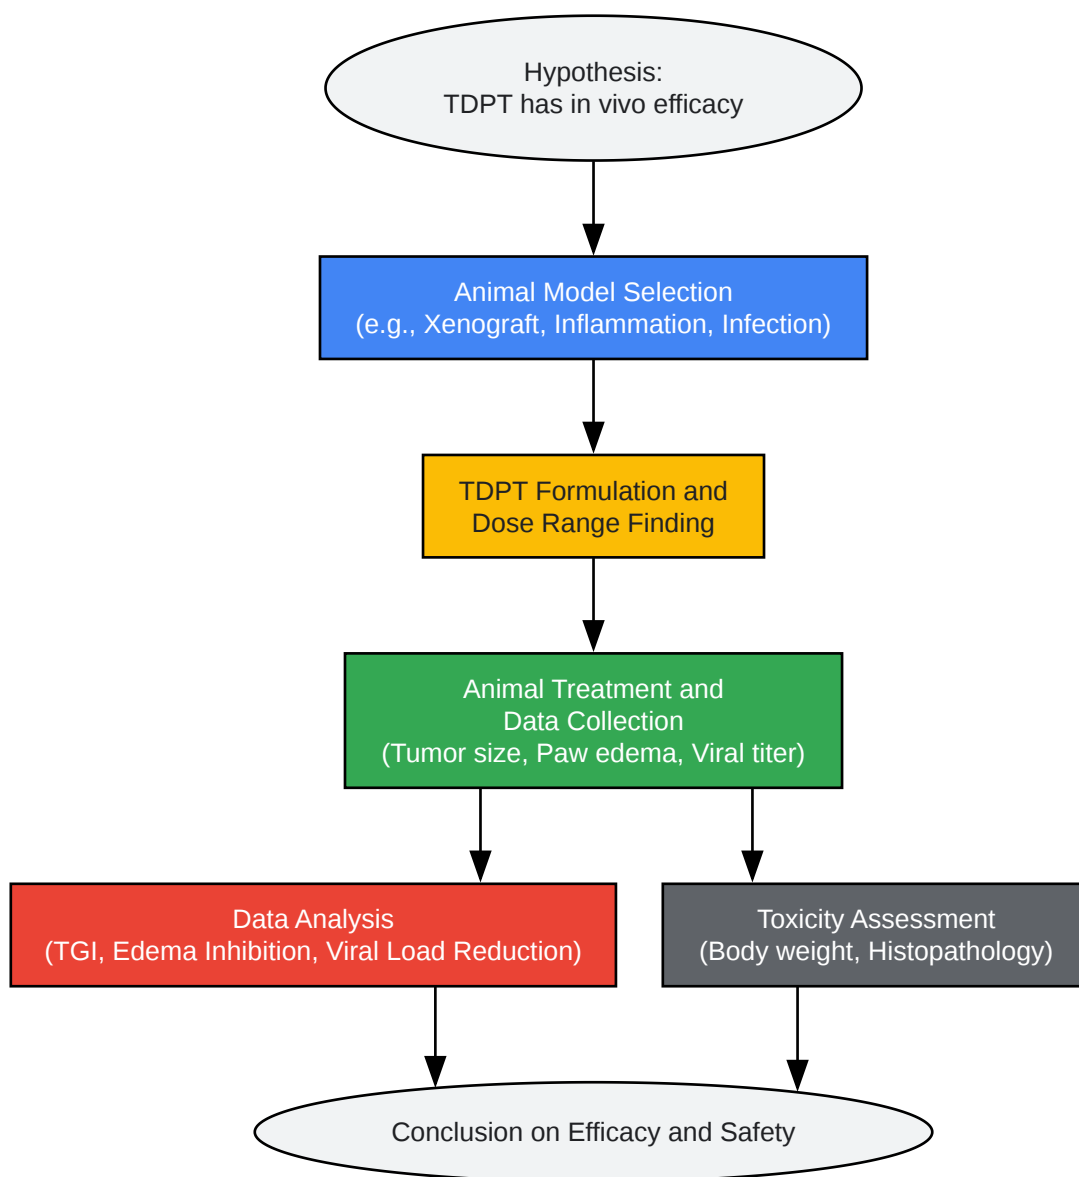 Hypothesis:
TDPT has in vivo efficacy
Animal Model Selection
(e.g., Xenograft, Inflammation, Infection)
TDPT Formulation and
Dose Range Finding
Animal Treatment and
Data Collection
(Tumor size, Paw edema, Viral titer)
Data Analysis
(TGI, Edema Inhibition, Viral Load Reduction)
Toxicity Assessment
(Body weight, Histopathology)
Conclusion on Efficacy and Safety